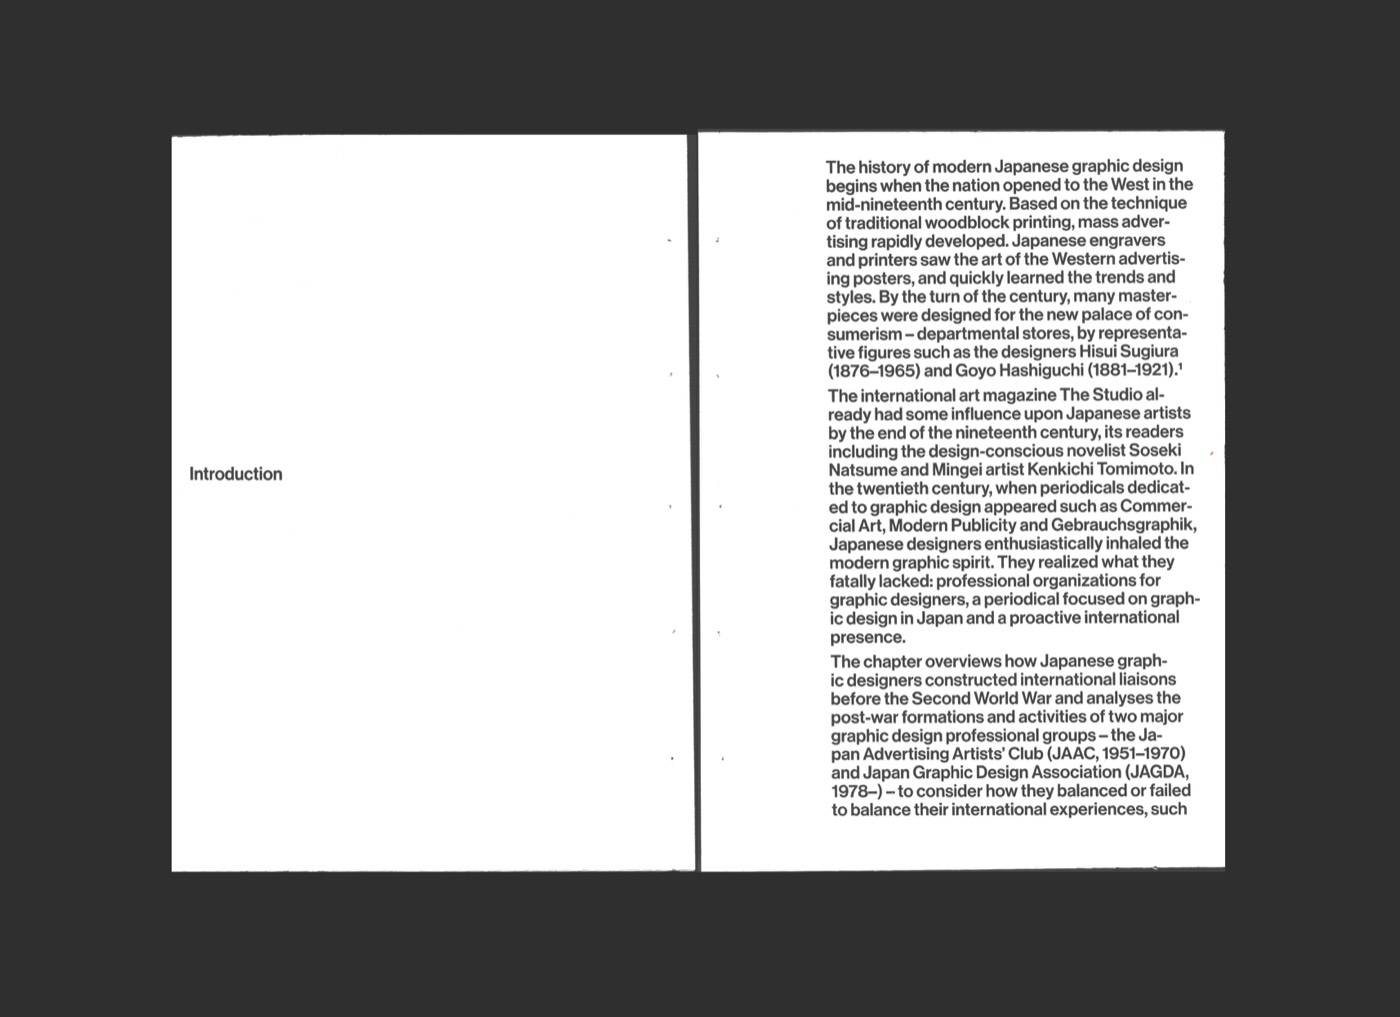 Introduction
The history of modern Japanese graphic design
begins when the nation opened to the West in the
mid-nineteenth century. Based on the technique
of traditional woodblock printing, mass adver-
tising rapidly developed. Japanese engravers
and printers saw the art of the Western advertis-
ing posters, and quickly learned the trends and
styles. By the turn of the century, many master-
pieces were designed for the new palace of con-
sumerism – departmental stores, by representa-
tive figures such as the designers Hisui Sugiura
(1876–1965) and Goyo Hashiguchi (1881–1921).¹
The international art magazine The Studio al-
ready had some influence upon Japanese artists
by the end of the nineteenth century, its readers
including the design-conscious novelist Soseki
Natsume and Mingei artist Kenkichi Tomimoto. In
the twentieth century, when periodicals dedicat-
ed to graphic design appeared such as Commer-
cial Art, Modern Publicity and Gebrauchsgraphik,
Japanese designers enthusiastically inhaled the
modern graphic spirit. They realized what they
fatally lacked: professional organizations for
graphic designers, a periodical focused on graph-
ic design in Japan and a proactive international
presence.
The chapter overviews how Japanese graph-
ic designers constructed international liaisons
before the Second World War and analyses the
post-war formations and activities of two major
graphic design professional groups – the Ja-
pan Advertising Artists’ Club (JAAC, 1951–1970)
and Japan Graphic Design Association (JAGDA,
1978–) – to consider how they balanced or failed
to balance their international experiences, such